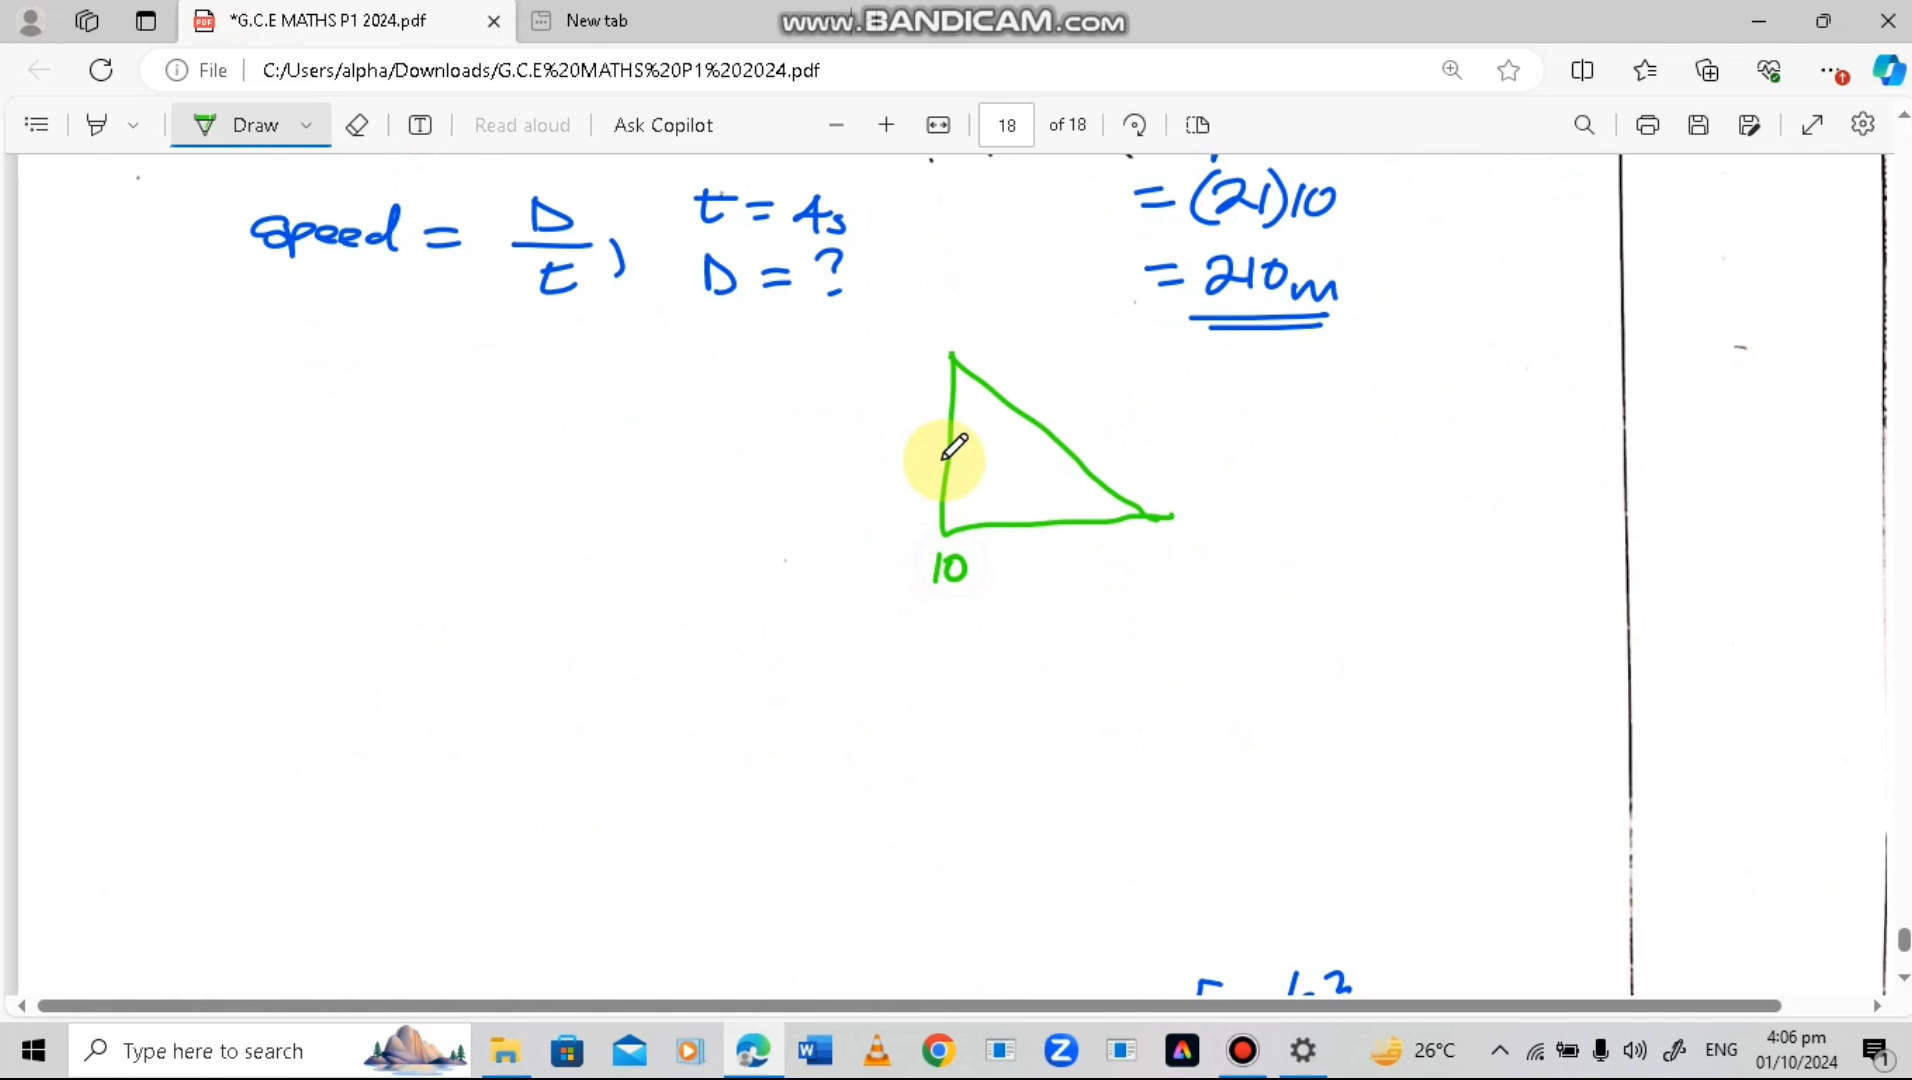 *G.C.E MATHS P1 2024.pdf
New tab
www.BANDICAM.com
File
C:/Users/alpha/Downloads/G.C.E%20MATHS%20P1%202024.pdf
Draw
Read aloud
Ask Copilot
18
of 18
= (21)10
speed = D/t,
t = 4s
D = ?
= 210m
10
Type here to search
26°C
ENG
4:06 pm
01/10/2024
1